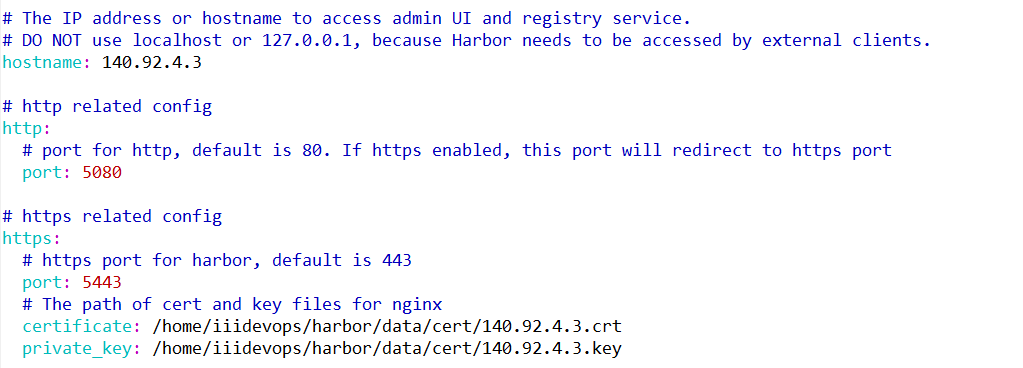 # The IP address or hostname to access admin UI and registry service.
# DO NOT use localhost or 127.0.0.1, because Harbor needs to be accessed by external clients.
hostname: 140.92.4.3
# http related config
http:
# port for http, default is 80. If https enabled, this port will redirect to https port
port: 5080
# https related config
https:
# https port for harbor, default is 443
port: 5443
# The path of cert and key files for nginx
certificate: /home/iiidevops/harbor/data/cert/140.92.4.3.crt
private_key: /home/iiidevops/harbor/data/cert/140.92.4.3.key